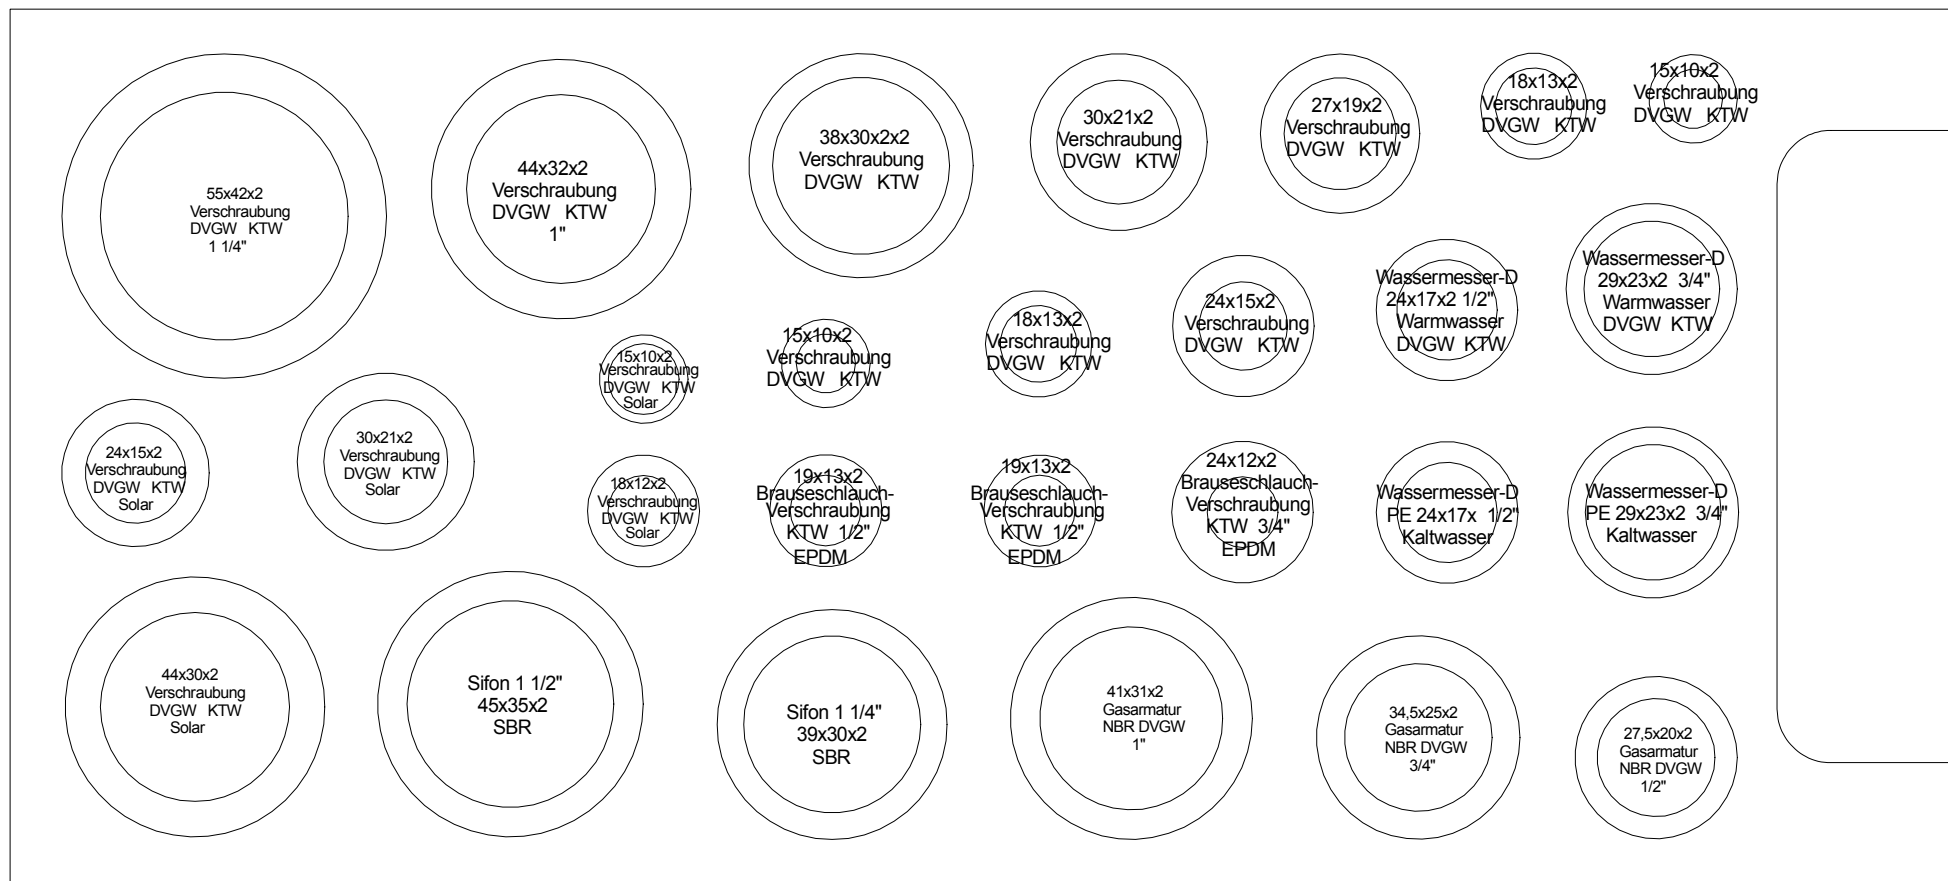 55x42x2
Verschraubung
DVGW KTW
1 1/4"
44x32x2
Verschraubung
DVGW KTW
1"
38x30x2x2
Verschraubung
DVGW KTW
30x21x2
Verschraubung
DVGW KTW
27x19x2
Verschraubung
DVGW KTW
18x13x2
Verschraubung
DVGW KTW
15x10x2
Verschraubung
DVGW KTW
15x10x2
Verschraubung
DVGW KTW
Solar
15x10x2
Verschraubung
DVGW KTW
18x13x2
Verschraubung
DVGW KTW
24x15x2
Verschraubung
DVGW KTW
Wassermesser-D
24x17x2 1/2"
Warmwasser
DVGW KTW
Wassermesser-D
29x23x2 3/4"
Warmwasser
DVGW KTW
24x15x2
Verschraubung
DVGW KTW
Solar
30x21x2
Verschraubung
DVGW KTW
Solar
18x12x2
Verschraubung
DVGW KTW
Solar
19x13x2
Brauseschlauch-
Verschraubung
KTW 1/2"
EPDM
19x13x2
Brauseschlauch-
Verschraubung
KTW 1/2"
EPDM
24x12x2
Brauseschlauch-
Verschraubung
KTW 3/4"
EPDM
Wassermesser-D
PE 24x17x 1/2"
Kaltwasser
Wassermesser-D
PE 29x23x2 3/4"
Kaltwasser
44x30x2
Verschraubung
DVGW KTW
Solar
Sifon 1 1/2"
45x35x2
SBR
Sifon 1 1/4"
39x30x2
SBR
41x31x2
Gasarmatur
NBR DVGW
1"
34,5x25x2
Gasarmatur
NBR DVGW
3/4"
27,5x20x2
Gasarmatur
NBR DVGW
1/2"